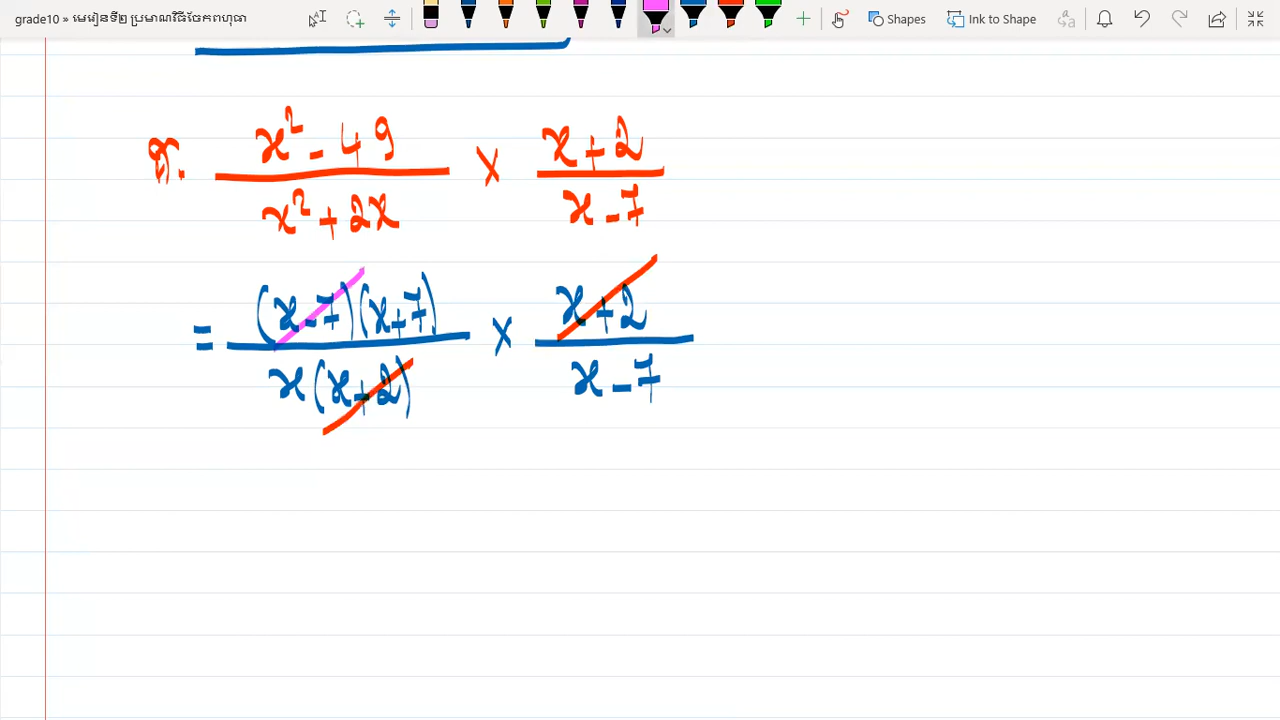 grade10 » មេរៀនទី២ ប្រមាណវិធីចែកពហុធា
Shapes
Ink to Shape
គ. (x² - 49)/(x² + 2x) × (x + 2)/(x - 7)
= ((x - 7)(x + 7))/(x(x + 2)) × (x + 2)/(x - 7)